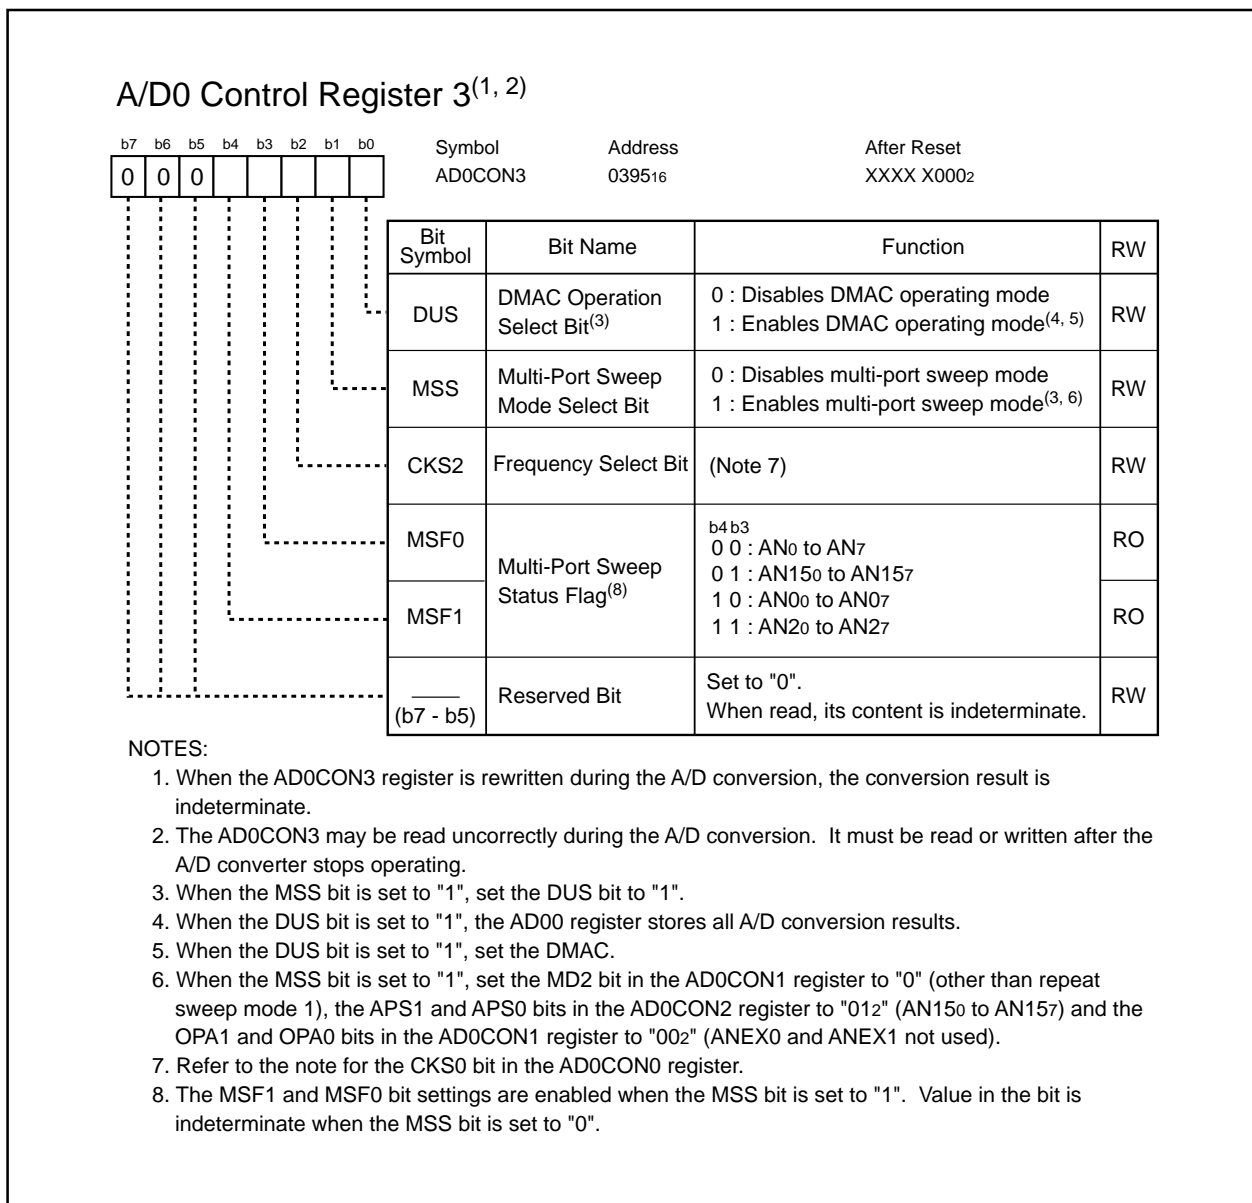 A/D0 Control Register 3(1, 2)
b7 b6 b5 b4 b3 b2 b1 b0
Symbol Address After Reset
0 0 0
AD0CON3 039516 XXXX X0002
Bit Symbol Bit Name Function RW
DUS
DMAC Operation
Select Bit(3)
0 : Disables DMAC operating mode
1 : Enables DMAC operating mode(4, 5)
RW
MSS
Multi-Port Sweep
Mode Select Bit
0 : Disables multi-port sweep mode
1 : Enables multi-port sweep mode(3, 6)
RW
CKS2 Frequency Select Bit (Note 7) RW
MSF0
MSF1
Multi-Port Sweep
Status Flag(8)
b4 b3
0 0 : AN0 to AN7
0 1 : AN150 to AN157
1 0 : AN00 to AN07
1 1 : AN20 to AN27
RO
RO
(b7 - b5)
Reserved Bit
Set to "0".
When read, its content is indeterminate.
RW
NOTES:
1. When the AD0CON3 register is rewritten during the A/D conversion, the conversion result is
indeterminate.
2. The AD0CON3 may be read uncorrectly during the A/D conversion. It must be read or written after the
A/D converter stops operating.
3. When the MSS bit is set to "1", set the DUS bit to "1".
4. When the DUS bit is set to "1", the AD00 register stores all A/D conversion results.
5. When the DUS bit is set to "1", set the DMAC.
6. When the MSS bit is set to "1", set the MD2 bit in the AD0CON1 register to "0" (other than repeat
sweep mode 1), the APS1 and APS0 bits in the AD0CON2 register to "012" (AN150 to AN157) and the
OPA1 and OPA0 bits in the AD0CON1 register to "002" (ANEX0 and ANEX1 not used).
7. Refer to the note for the CKS0 bit in the AD0CON0 register.
8. The MSF1 and MSF0 bit settings are enabled when the MSS bit is set to "1". Value in the bit is
indeterminate when the MSS bit is set to "0".